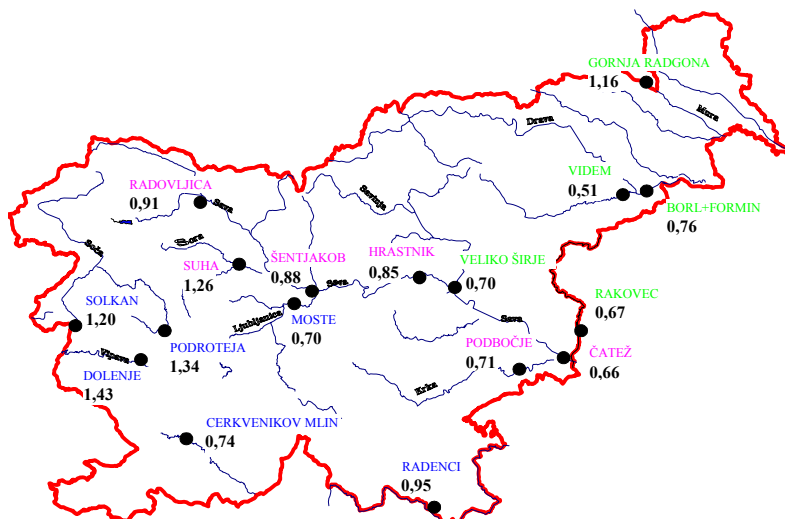 GORNJA RADGONA
1,16
Mura
Drava
VIDEM
0,51
BORL+FORMIN
0,76
RADOVLJICA
0,91
Sava
Savinja
Sora
Soča
SUHA
1,26
ŠENTJAKOB
0,88
Sava
HRASTNIK
0,85
VELIKO ŠIRJE
0,70
SOLKAN
1,20
Ljubljanica
MOSTE
0,70
Sava
RAKOVEC
0,67
PODROTEJA
1,34
Vipava
DOLENJE
1,43
PODBOČJE
0,71
ČATEŽ
0,66
Krka
CERKVENIKOV MLIN
0,74
RADENCI
0,95